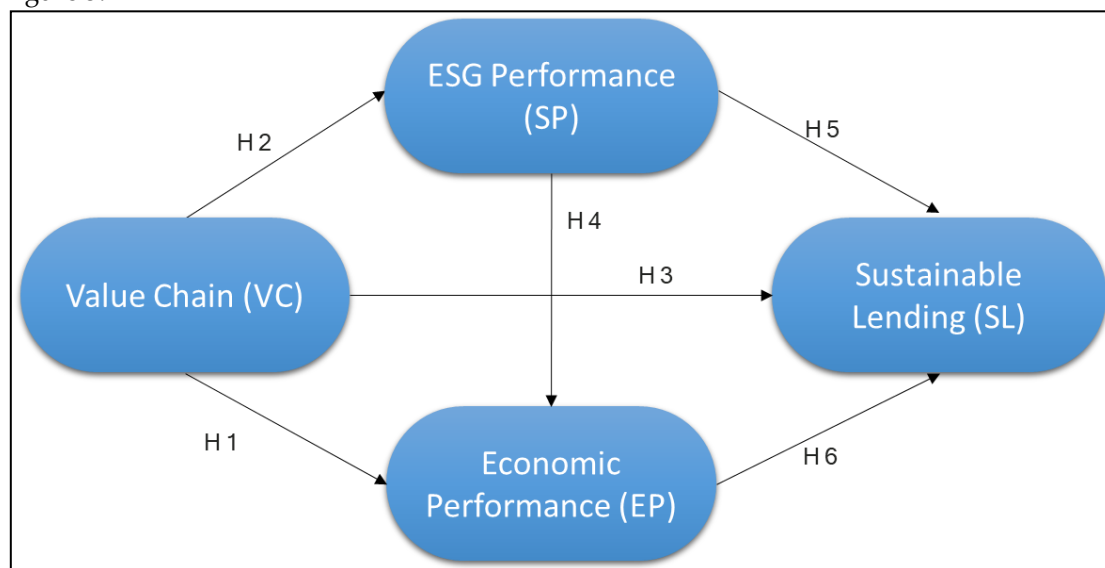 ESG Performance
(SP)
H 2
H 5
H 4
Value Chain (VC)
H 3
Sustainable
Lending (SL)
H 1
Economic
Performance (EP)
H 6